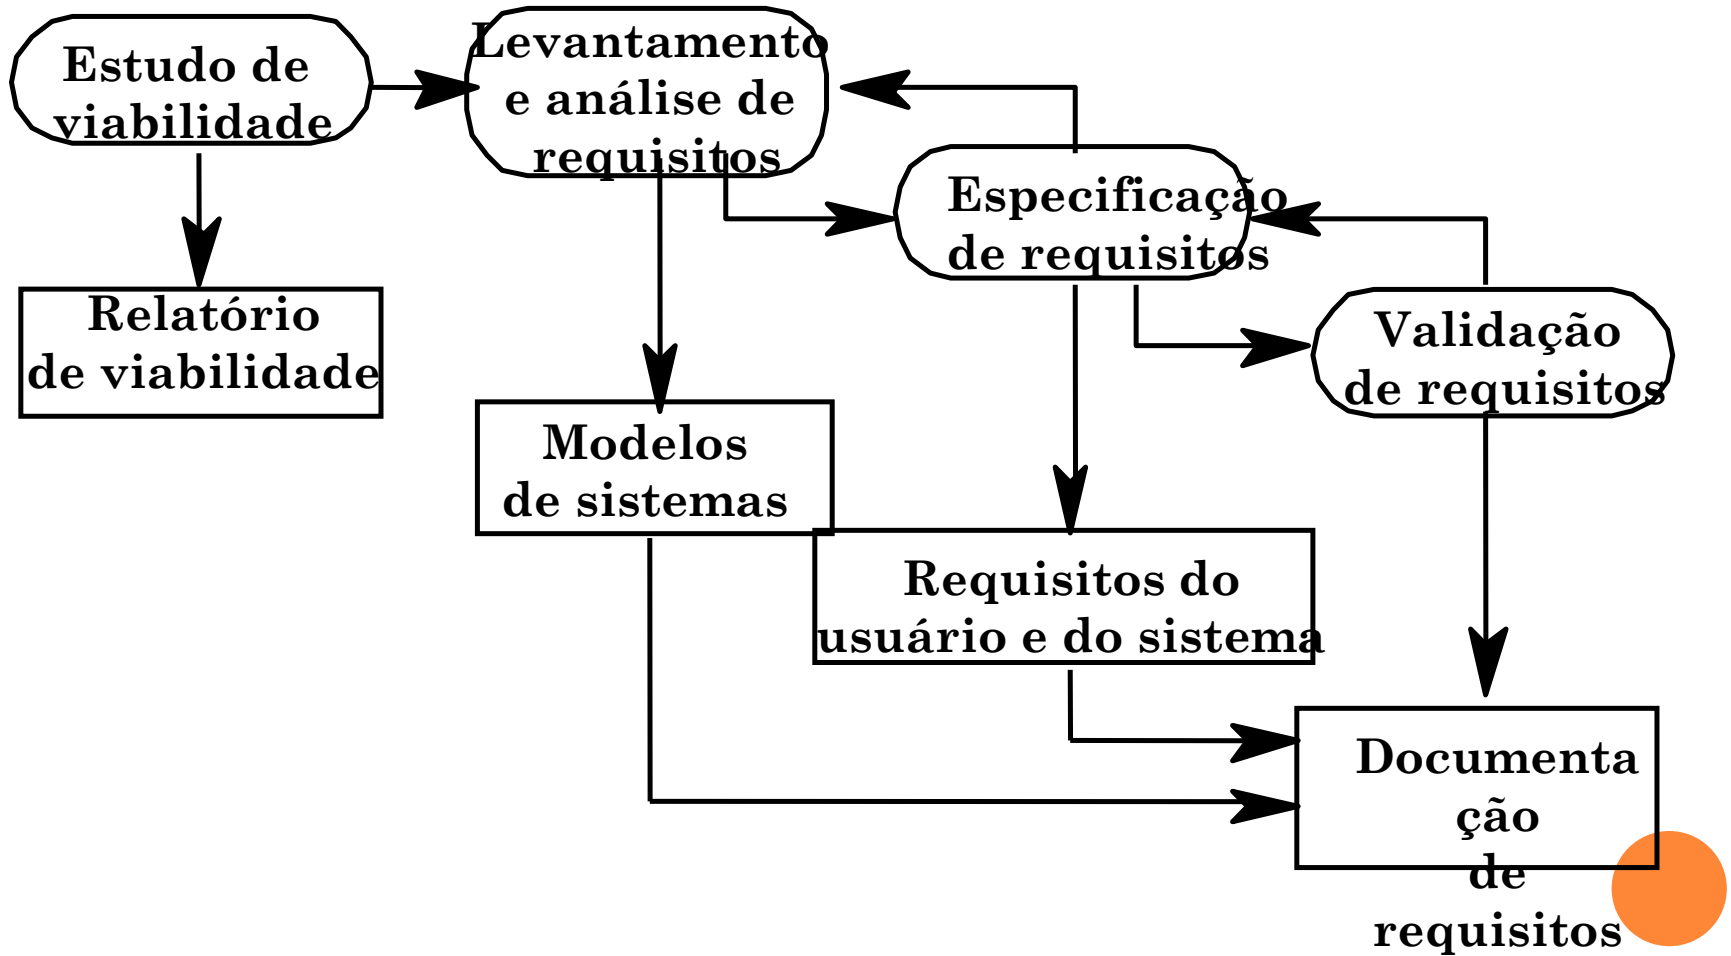 Estudo de
viabilidade
Levantamento
e análise de
requisitos
Especificação
de requisitos
Validação
de requisitos
Relatório
de viabilidade
Modelos
de sistemas
Requisitos do
usuário e do sistema
Documenta
ção
de
requisitos